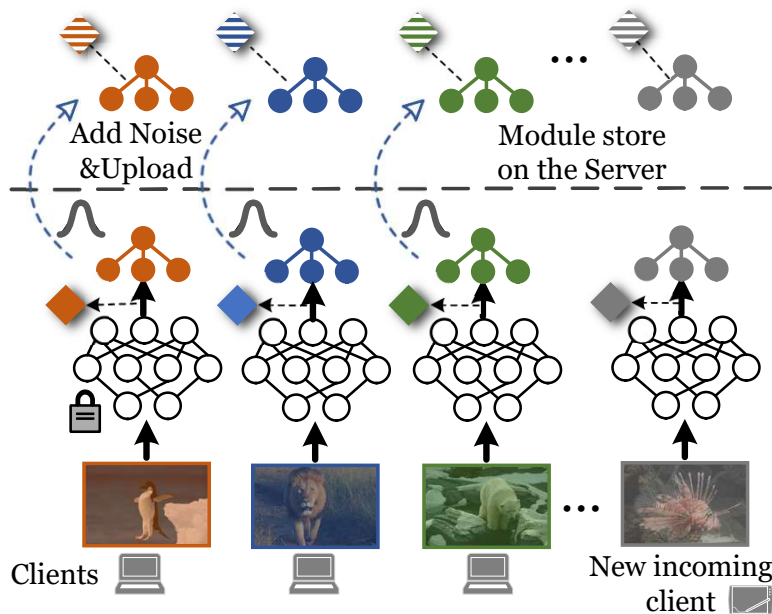 Add Noise
&Upload
Module store
on the Server
Clients
New incoming
client